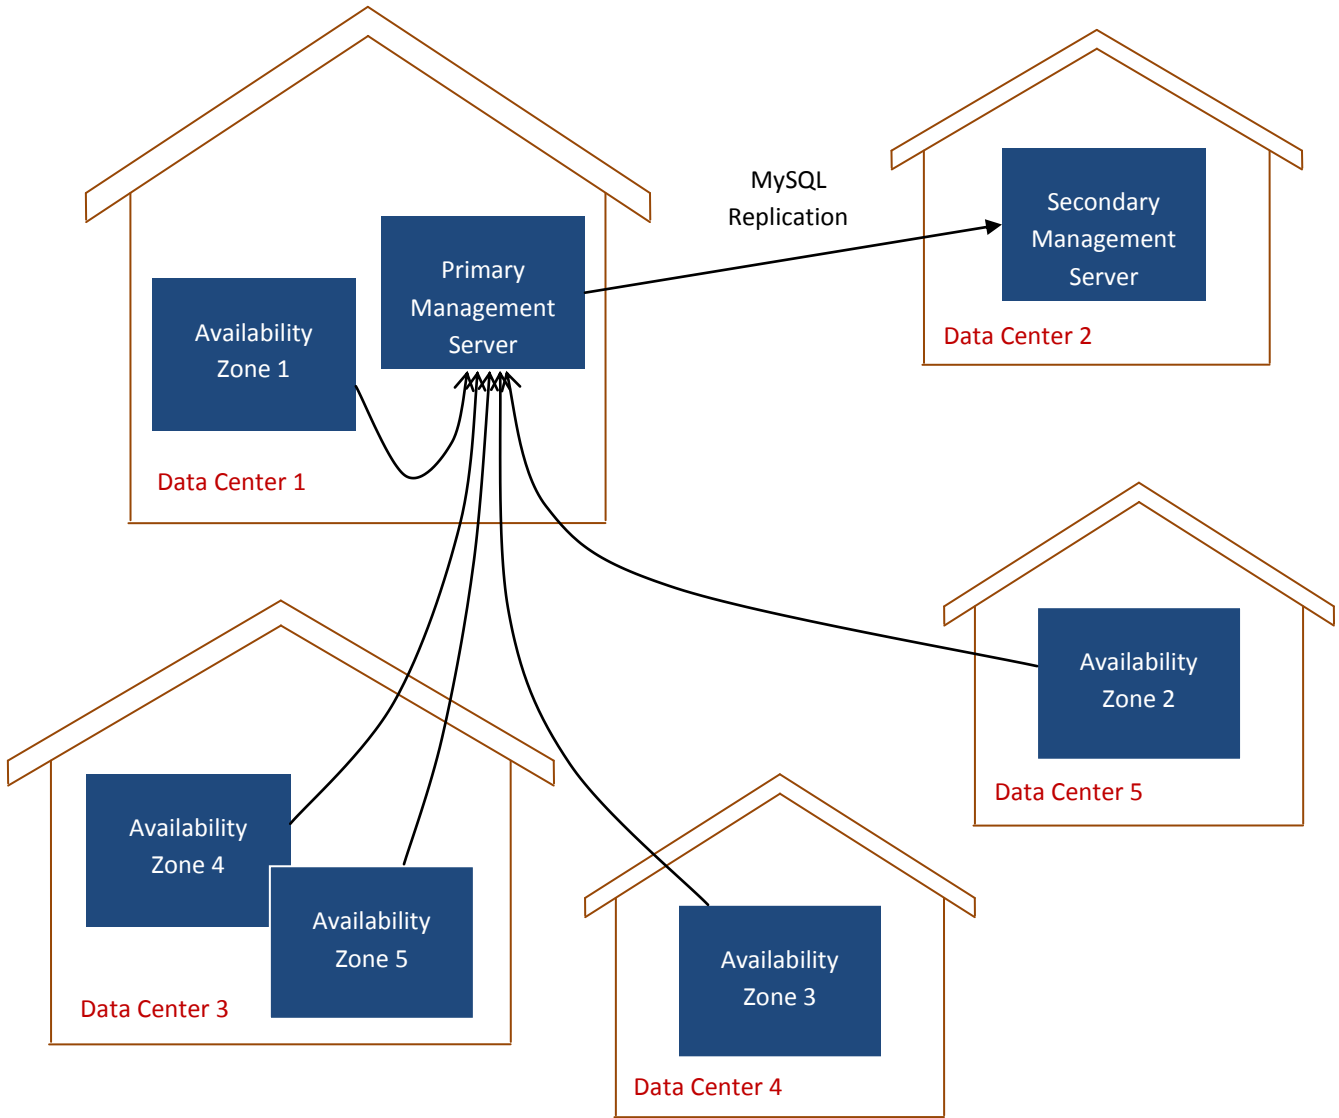 MySQL
Replication
Secondary
Management
Server
Data Center 2
Primary
Management
Server
Availability
Zone 1
Data Center 1
Availability
Zone 2
Data Center 5
Availability
Zone 4
Availability
Zone 5
Data Center 3
Availability
Zone 3
Data Center 4